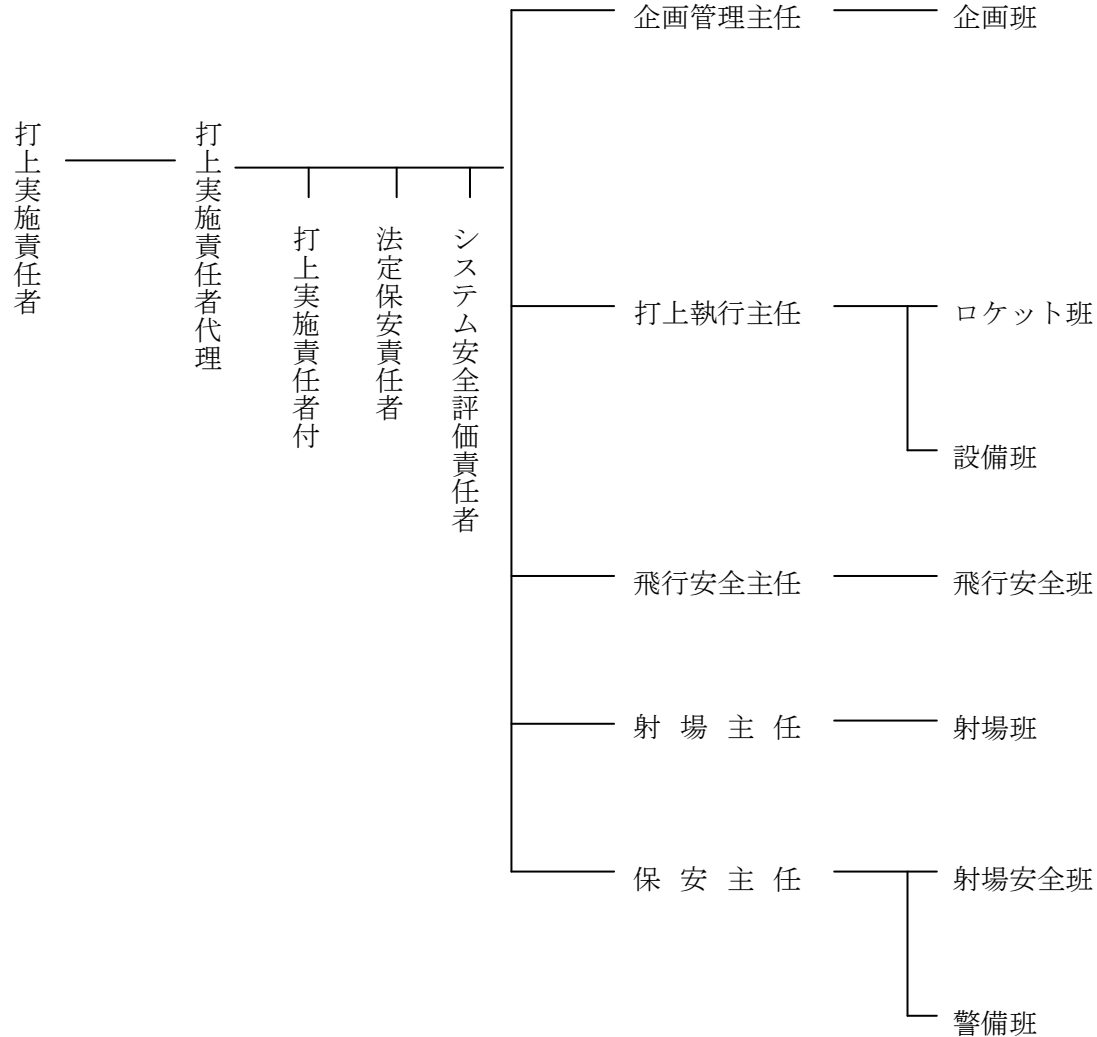 打上実施責任者
打上実施責任者代理
打上実施責任者付
法定保安責任者
システム安全評価責任者
企画管理主任
企画班
打上執行主任
ロケット班
設備班
飛行安全主任
飛行安全班
射場主任
射場班
保安主任
射場安全班
警備班